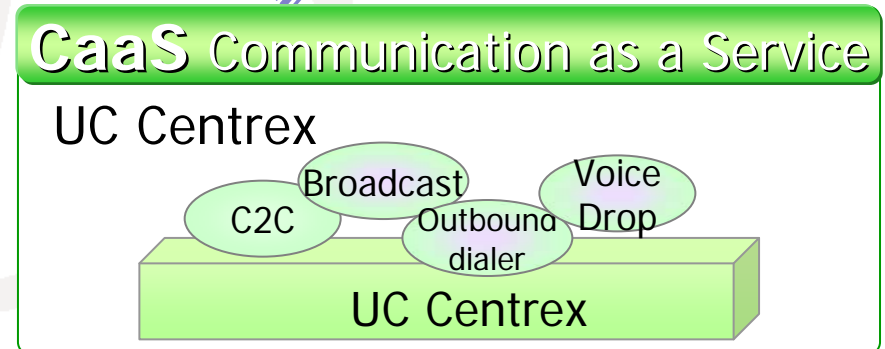 CaaS Communication as a Service
UC Centrex
Broadcast
C2C
Outbound
dialer
Voice
Drop
UC Centrex